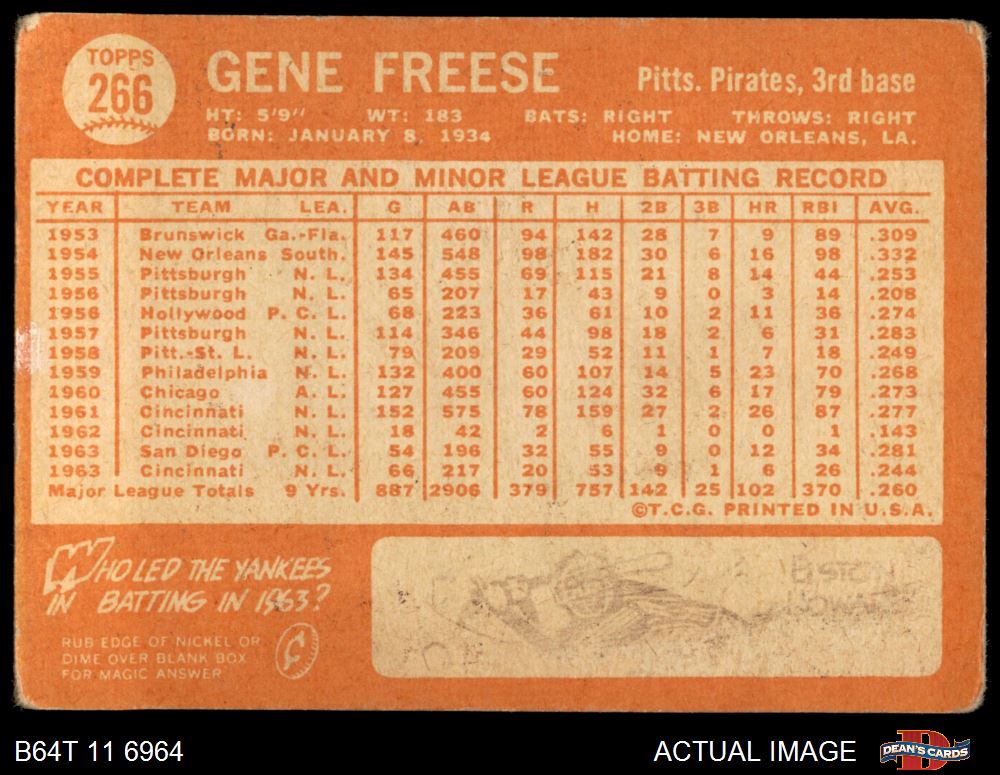 TOPPS
266
GENE FREESE
Pitts. Pirates, 3rd base
HT: 5'9" WT: 183 BATS: RIGHT THROWS: RIGHT
BORN: JANUARY 8, 1934 HOME: NEW ORLEANS, LA.
COMPLETE MAJOR AND MINOR LEAGUE BATTING RECORD
YEAR TEAM LEA. G AB R H 2B 3B HR RBI AVG.
1953 Brunswick Ga.-Fla. 117 460 94 142 28 7 9 89 .309
1954 New Orleans South. 145 548 98 182 30 6 16 98 .332
1955 Pittsburgh N. L. 134 455 69 115 21 8 14 44 .253
1956 Pittsburgh N. L. 65 207 17 43 9 0 3 14 .208
1956 Hollywood P. C. L. 68 223 36 61 10 2 11 36 .274
1957 Pittsburgh N. L. 114 346 44 98 18 2 6 31 .283
1958 Pitt.-St. L. N. L. 79 209 29 52 11 1 7 18 .249
1959 Philadelphia N. L. 132 400 60 107 14 5 23 70 .268
1960 Chicago A. L. 127 455 60 124 32 6 17 79 .273
1961 Cincinnati N. L. 152 575 78 159 27 2 26 87 .277
1962 Cincinnati N. L. 18 42 2 6 1 0 0 1 .143
1963 San Diego P. C. L. 54 196 32 55 9 0 12 34 .281
1963 Cincinnati N. L. 66 217 20 53 9 1 6 26 .244
Major League Totals 9 Yrs. 887 2906 379 757 142 25 102 370 .260
©T.C.G. PRINTED IN U.S.A.
WHO LED THE YANKEES
IN BATTING IN 1963?
RUB EDGE OF NICKEL OR
DIME OVER BLANK BOX
FOR MAGIC ANSWER
ELSTON
HOWARD
B64T 11 6964
ACTUAL IMAGE
DEAN'S CARDS